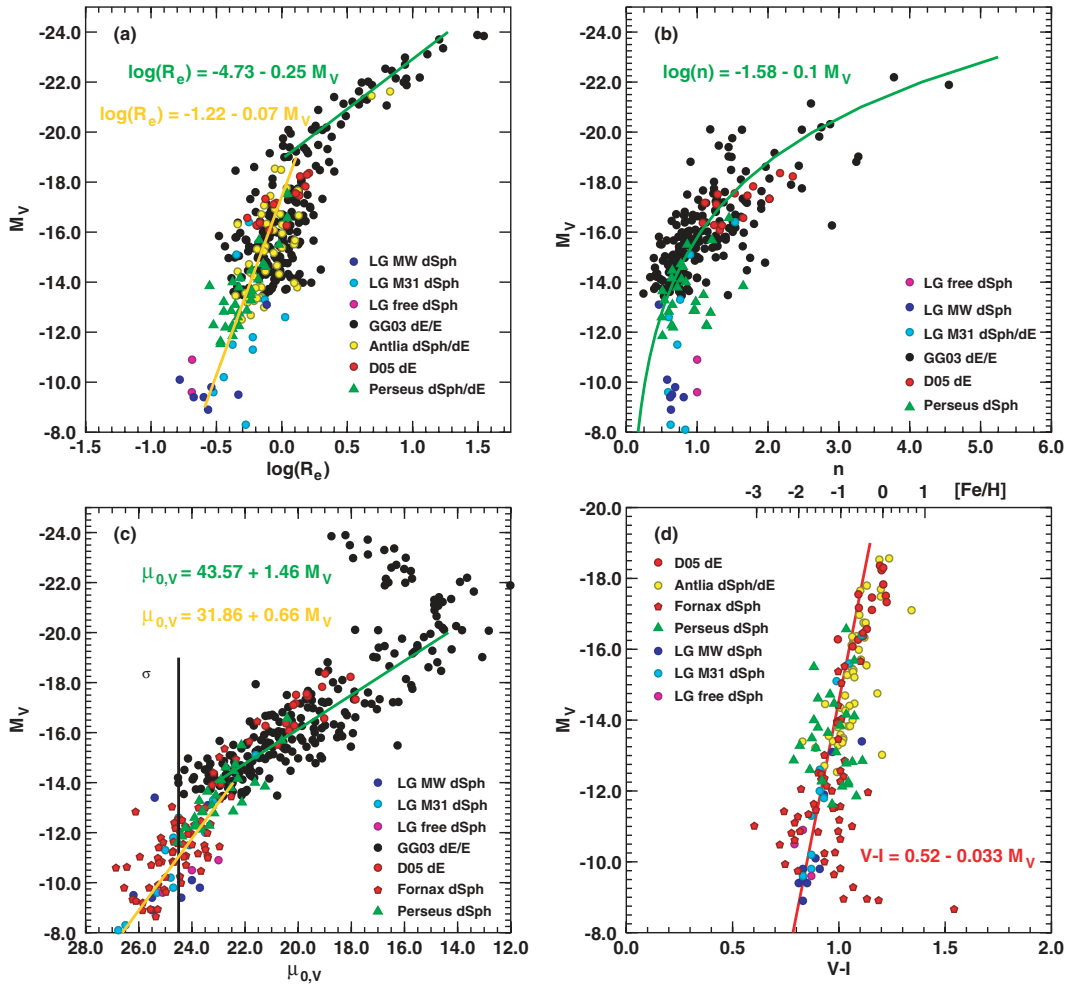 (a)
log(Re) = -4.73 - 0.25 MV
log(Re) = -1.22 - 0.07 MV
-24.0
-22.0
-20.0
-18.0
-16.0
-14.0
-12.0
-10.0
-8.0
MV
LG MW dSph
LG M31 dSph
LG free dSph
GG03 dE/E
Antlia dSph/dE
D05 dE
Perseus dSph/dE
-1.5 -1.0 -0.5 0.0 0.5 1.0 1.5
log(Re)
(b)
log(n) = -1.58 - 0.1 MV
-24.0
-22.0
-20.0
-18.0
-16.0
-14.0
-12.0
-10.0
-8.0
MV
LG free dSph
LG MW dSph
LG M31 dSph/dE
GG03 dE/E
D05 dE
Perseus dSph
0.0 1.0 2.0 3.0 4.0 5.0 6.0
n
(c)
μ0,V = 43.57 + 1.46 MV
μ0,V = 31.86 + 0.66 MV
σ
-24.0
-22.0
-20.0
-18.0
-16.0
-14.0
-12.0
-10.0
-8.0
MV
LG MW dSph
LG M31 dSph
LG free dSph
GG03 dE/E
D05 dE
Fornax dSph
Perseus dSph
28.0 26.0 24.0 22.0 20.0 18.0 16.0 14.0 12.0
μ0,V
-3 -2 -1 0 1 [Fe/H]
(d)
-20.0
-18.0
-16.0
-14.0
-12.0
-10.0
-8.0
MV
D05 dE
Antlia dSph/dE
Fornax dSph
Perseus dSph
LG MW dSph
LG M31 dSph
LG free dSph
V-I = 0.52 - 0.033 MV
0.0 0.5 1.0 1.5 2.0
V-I